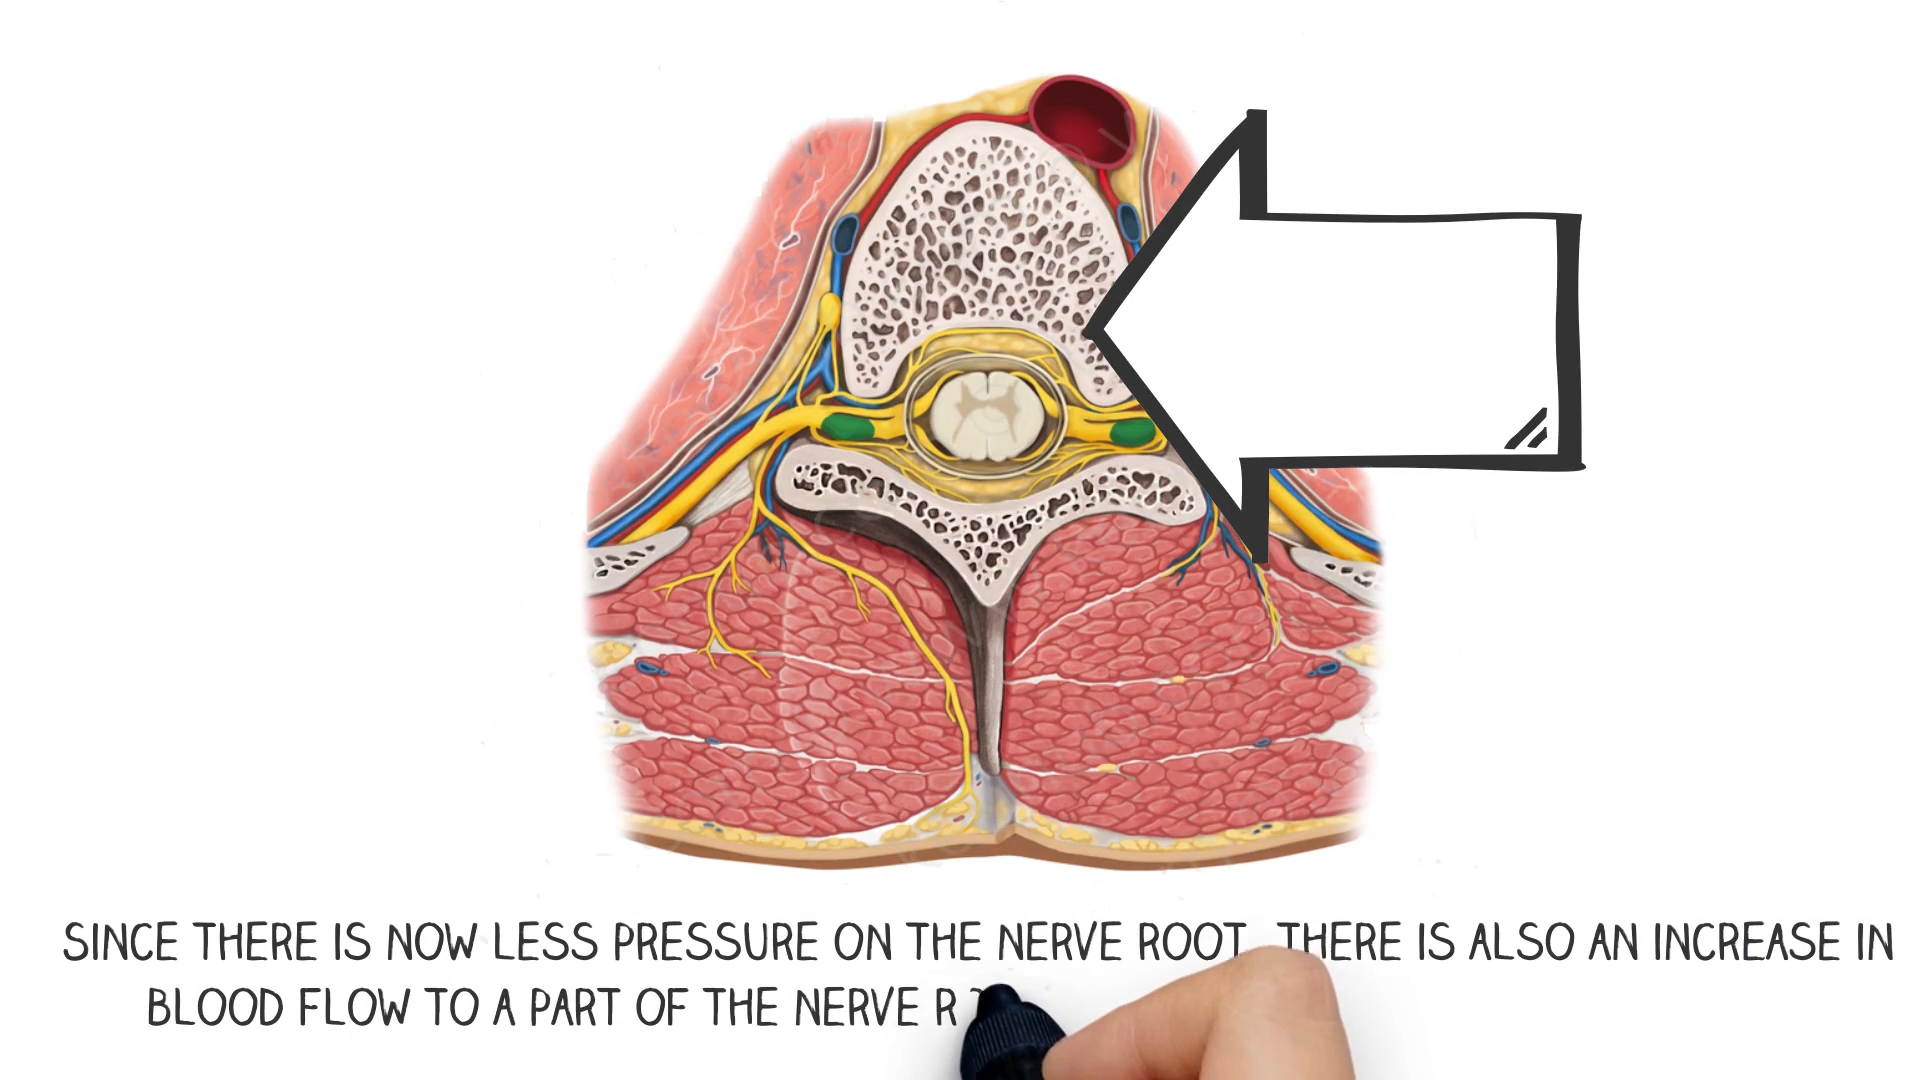 SINCE THERE IS NOW LESS PRESSURE ON THE NERVE ROOT THERE IS ALSO AN INCREASE IN
BLOOD FLOW TO A PART OF THE NERVE R